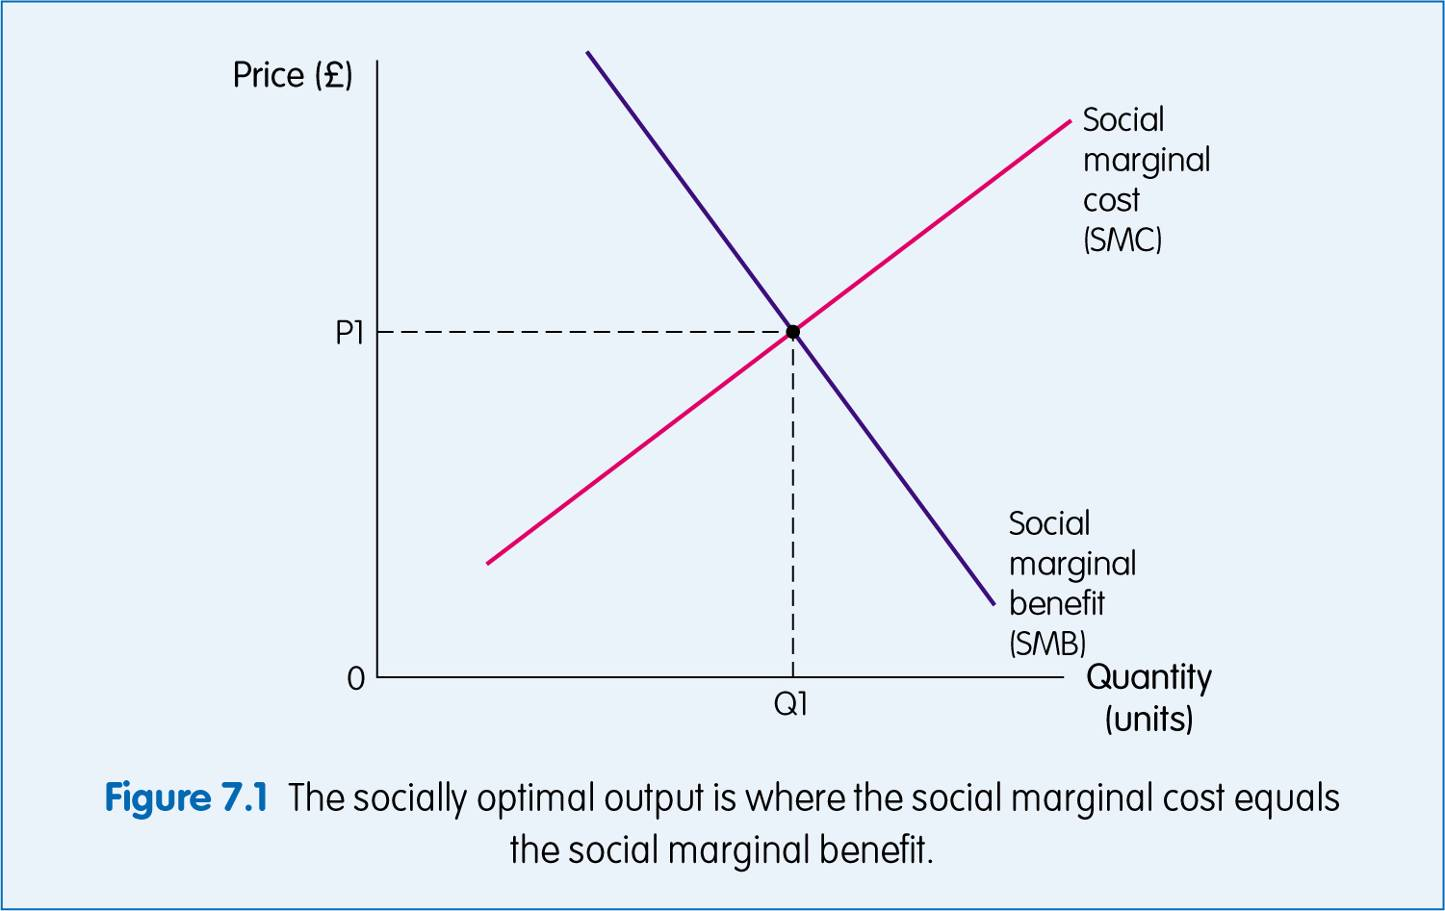 Price (£)
Social
marginal
cost
(SMC)
P1
Social
marginal
benefit
(SMB)
0
Quantity
(units)
Q1
Figure 7.1 The socially optimal output is where the social marginal cost equals
the social marginal benefit.